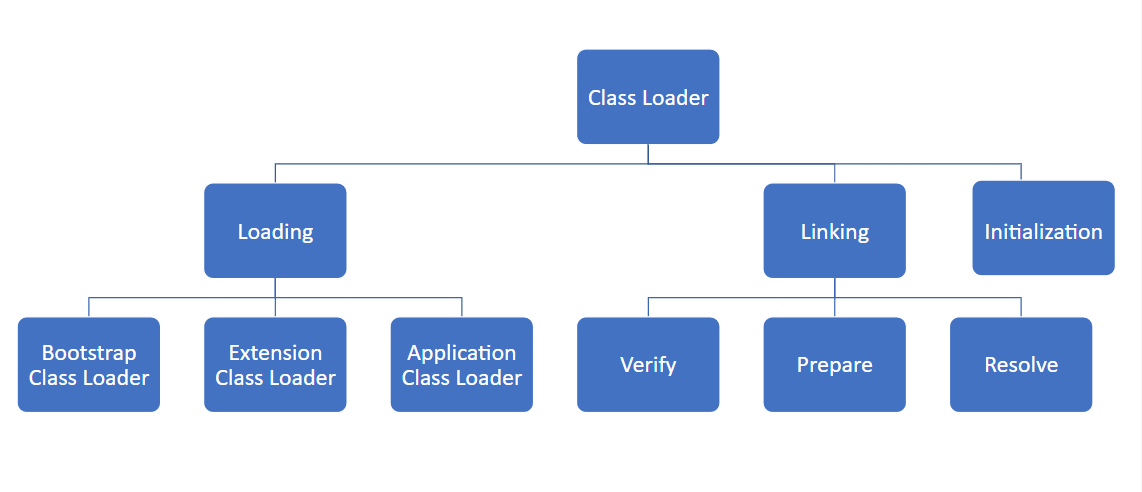 Class Loader
Loading
Linking
Initialization
Bootstrap
Class Loader
Extension
Class Loader
Application
Class Loader
Verify
Prepare
Resolve